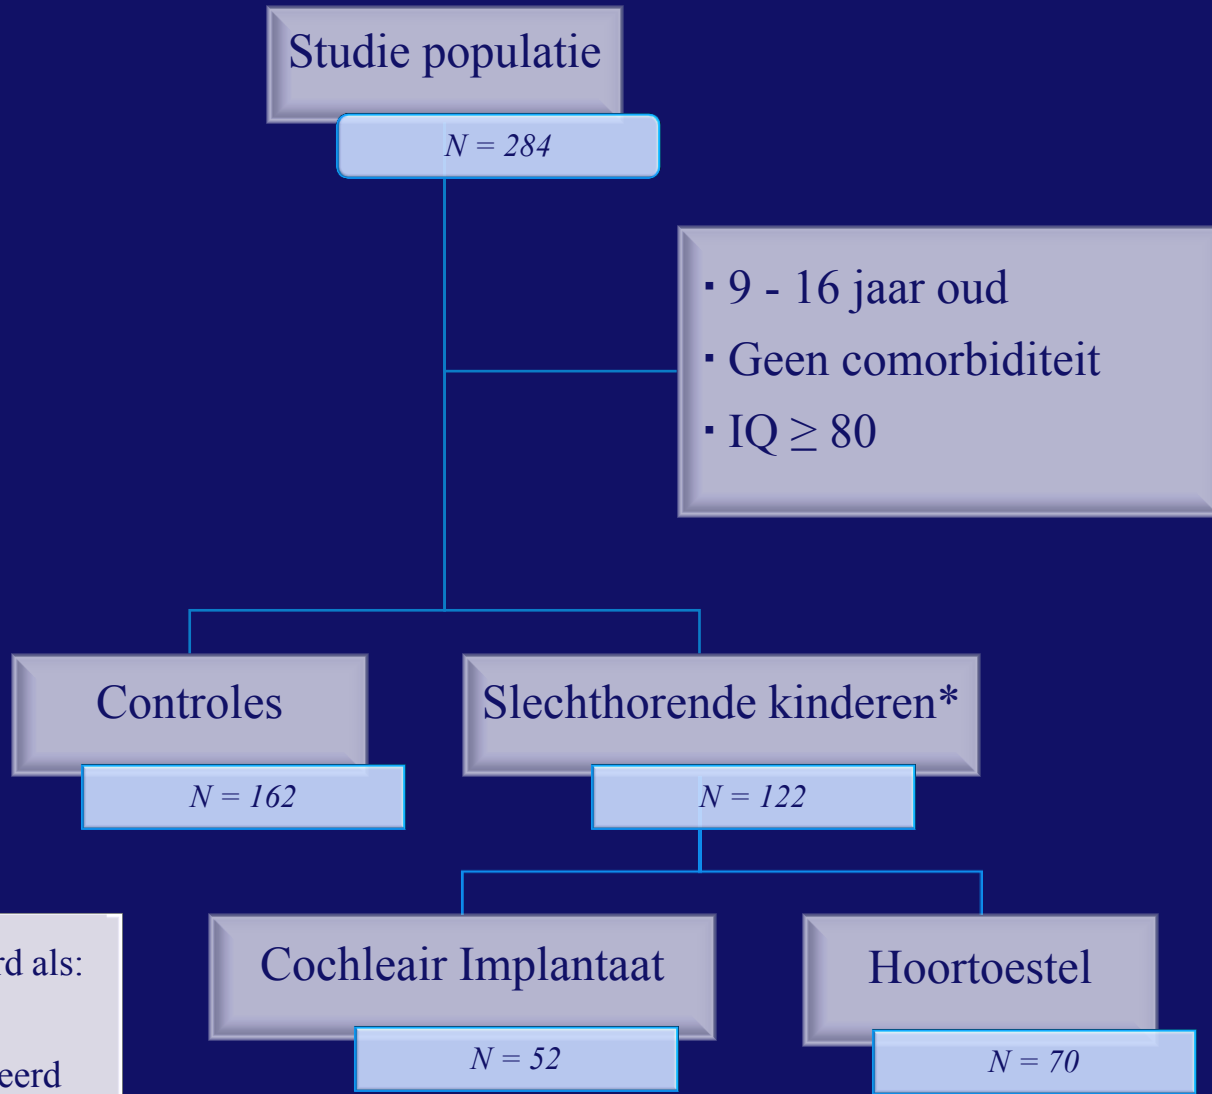 Studie populatie
N = 284
▪ 9 - 16 jaar oud
▪ Geen comorbiditeit
▪ IQ ≥ 80
Controles
N = 162
Slechthorende kinderen*
N = 122
als:
Cochleair Implantaat
N = 52
Hoortoestel
N = 70